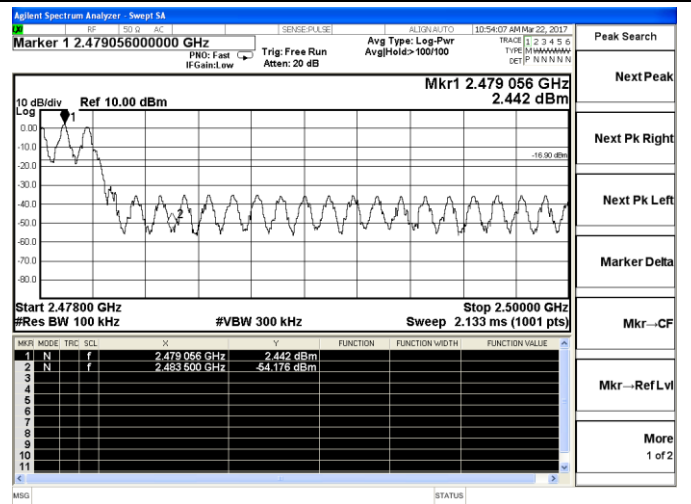 Agilent Spectrum Analyzer - Swept SA
RF 50 Ω AC SENSE:PULSE ALIGN AUTO 10:54:07 AM Mar 22, 2017
Marker 1 2.479056000000 GHz
PNO: Fast
IFGain:Low
Trig: Free Run
Atten: 20 dB
Avg Type: Log-Pwr
Avg|Hold:> 100/100
TRACE 1 2 3 4 5 6
TYPE M
DET P N N N N N
Mkr1 2.479 056 GHz
2.442 dBm
10 dB/div Ref 10.00 dBm
Log
1
0.00
-10.0
-16.90 dBm
-20.0
-30.0
-40.0
2
-50.0
-60.0
-70.0
-80.0
Start 2.47800 GHz Stop 2.50000 GHz
#Res BW 100 kHz #VBW 300 kHz Sweep 2.133 ms (1001 pts)
MKR MODE TRC SCL X Y FUNCTION FUNCTION WIDTH FUNCTION VALUE
1 N f 2.479 056 GHz 2.442 dBm
2 N f 2.483 500 GHz -54.176 dBm
3
4
5
6
7
8
9
10
11
MSG STATUS
Peak Search
Next Peak
Next Pk Right
Next Pk Left
Marker Delta
Mkr→CF
Mkr→Ref Lvl
More
1 of 2